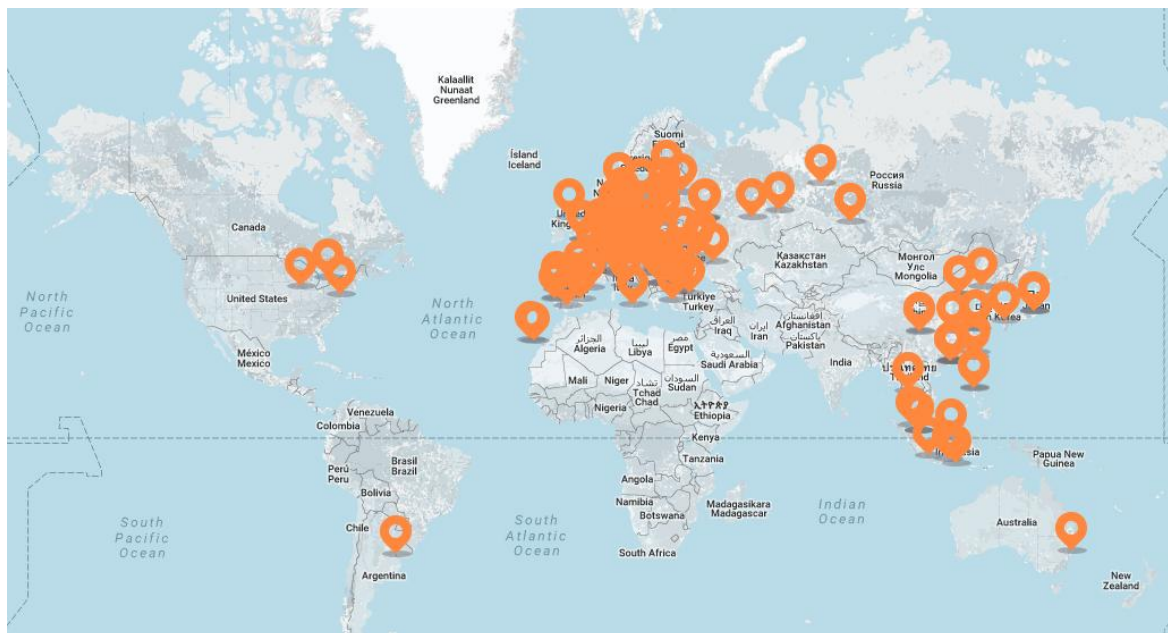 Kalaallit
Nunaat
Greenland
Suomi
Ísland
Iceland
Россия
Russia
Canada
Қазақстан
Kazakhstan
Монгол
Улс
Mongolia
North
Pacific
Ocean
United States
North
Atlantic
Ocean
Türkiye
Turkey
افغانستان
Afghanistan
العراق
Iraq
ایران
Iran
پاکستان
Pakistan
México
Mexico
الجزائر
Algeria
ليبيا
Libya
مصر
Egypt
السعودية
Saudi Arabia
India
Mali
Niger
تشاد
Tchad
Chad
السودان
Sudan
Nigeria
ኢትዮጵያ
Ethiopia
Venezuela
Colombia
Kenya
Tanzania
Papua New
Guinea
Perú
Peru
Brasil
Brazil
Bolivia
Angola
Namibia
Botswana
Madagasikara
Madagascar
Indian
Ocean
South
Pacific
Ocean
Chile
South
Atlantic
Ocean
Australia
South Africa
Argentina
New
Zealand